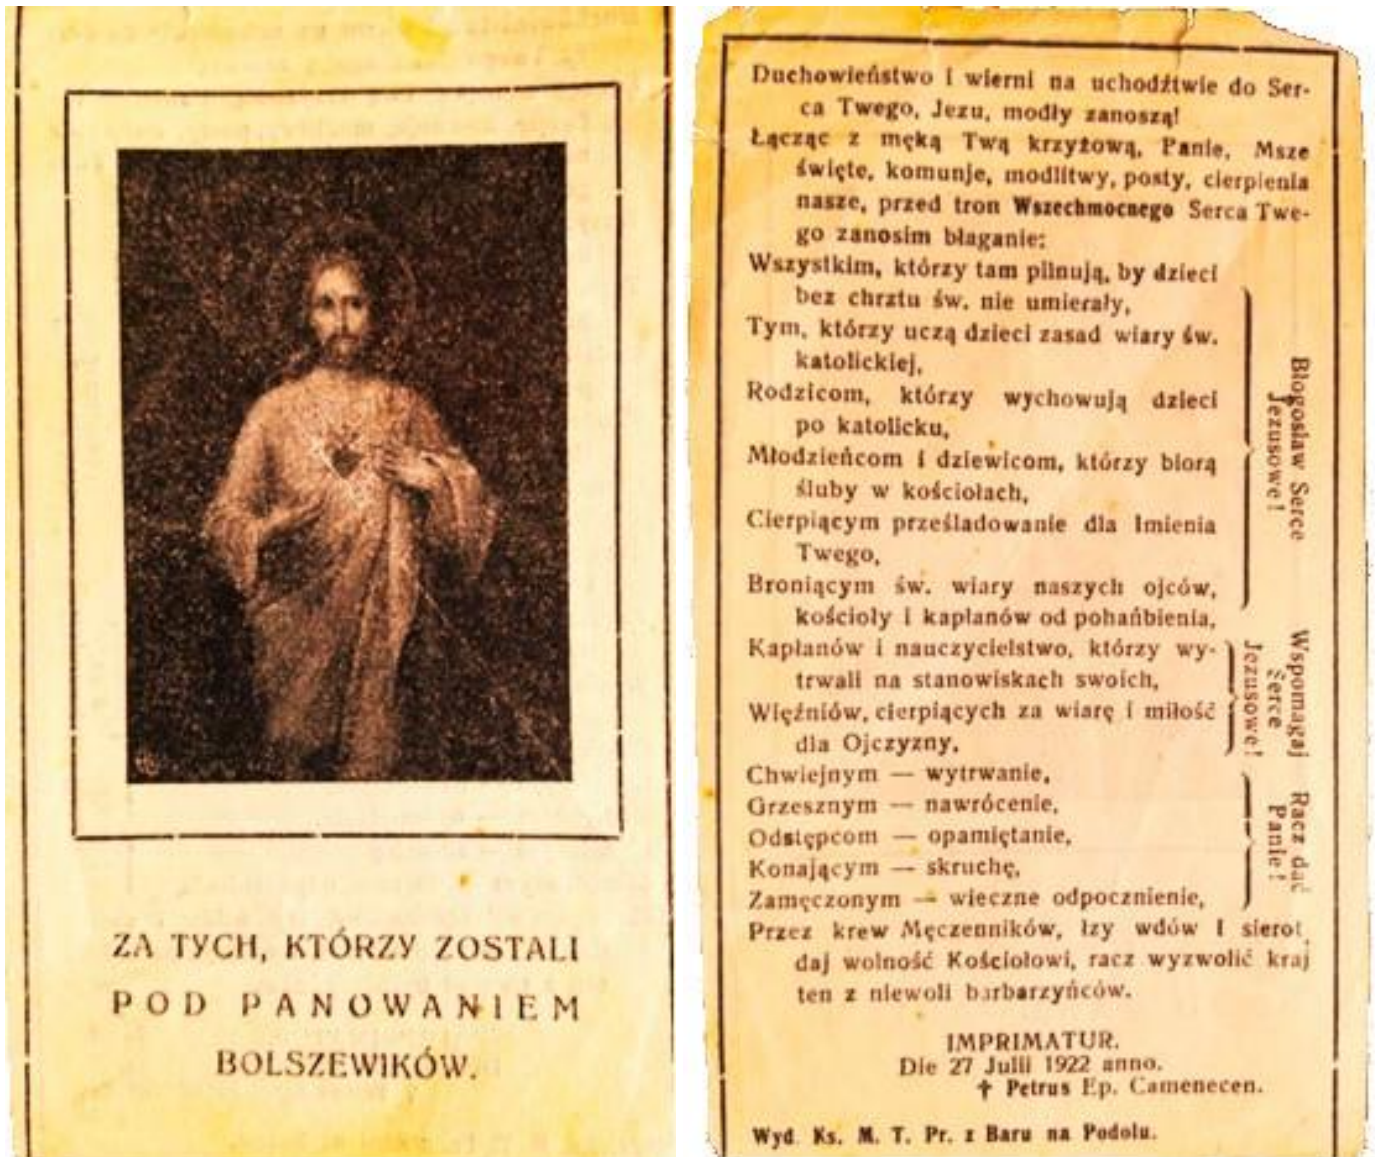 ZA TYCH, KTÓRZY ZOSTALI
POD PANOWANIEM
BOLSZEWIKÓW.
Duchowieństwo i wierni na uchodźtwie do Ser-
ca Twego, Jezu, modły zanoszą!
Łącząc z męką Twą krzyżową, Panie, Msze
święte, komunje, modlitwy, posty, cierpienia
nasze, przed tron Wszechmocnego Serca Twe-
go zanosim błaganie:
Wszystkim, którzy tam pilnują, by dzieci
bez chrztu św. nie umierały,
Tym, którzy uczą dzieci zasad wiary św.
katolickiej,
Rodzicom, którzy wychowują dzieci
po katolicku,
Młodzieńcom i dziewicom, którzy biorą
śluby w kościołach,
Cierpiącym prześladowanie dla Imienia
Twego,
Broniącym św. wiary naszych ojców,
kościoły i kapłanów od pohańbienia,
Błogosław Serce
Jezusowe!
Kapłanów i nauczycielstwo, którzy wy-
trwali na stanowiskach swoich,
Więźniów, cierpiących za wiarę i miłość
dla Ojczyzny,
Wspomagaj
Serce
Jezusowe!
Chwiejnym — wytrwanie,
Grzesznym — nawrócenie,
Odstępcom — opamiętanie,
Konającym — skruchę,
Zamęczonym — wieczne odpocznienie,
Racz dać
Panie!
Przez krew Męczenników, łzy wdów i sierot,
daj wolność Kościołowi, racz wyzwolić kraj
ten z niewoli barbarzyńców.
IMPRIMATUR.
Die 27 Julii 1922 anno.
† Petrus Ep. Camenecen.
Wyd. Ks. M. T. Pr. z Baru na Podolu.